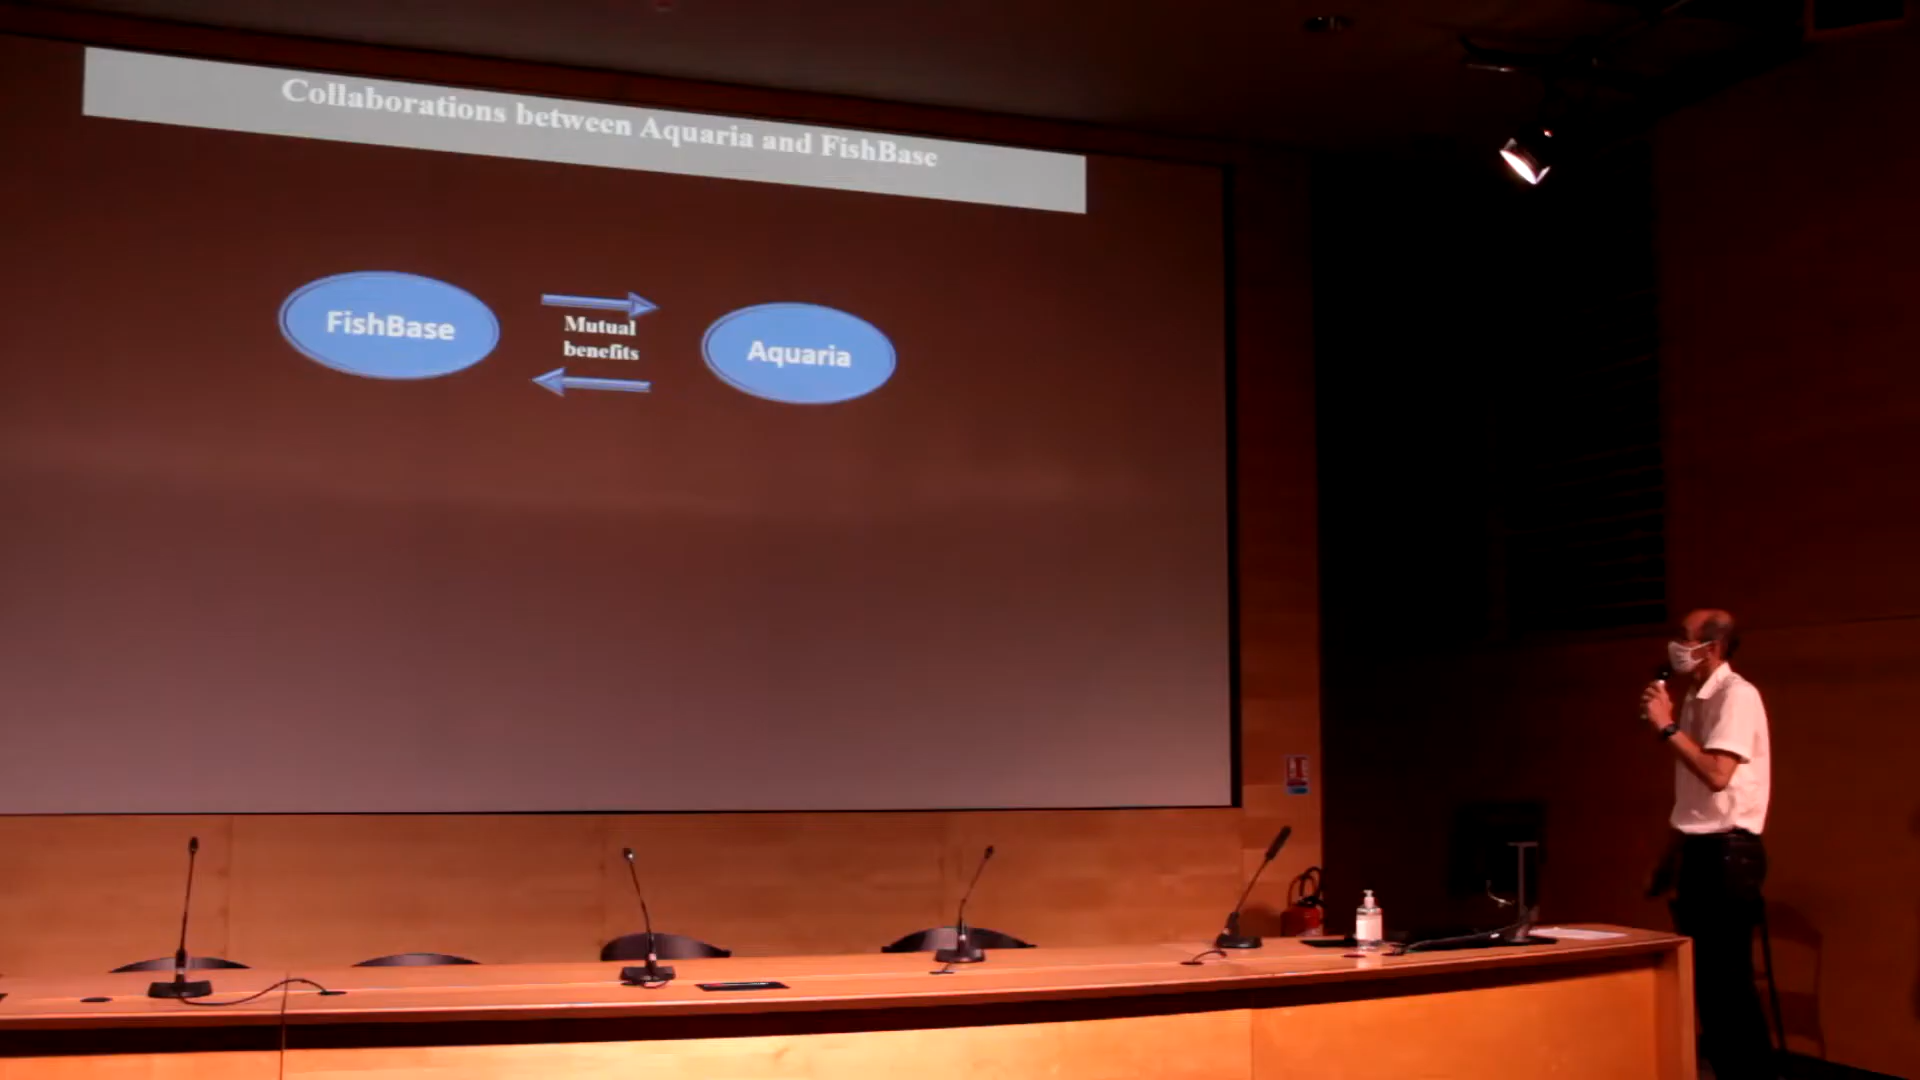 Collaborations between Aquaria and FishBase
FishBase
Mutual
benefits
Aquaria